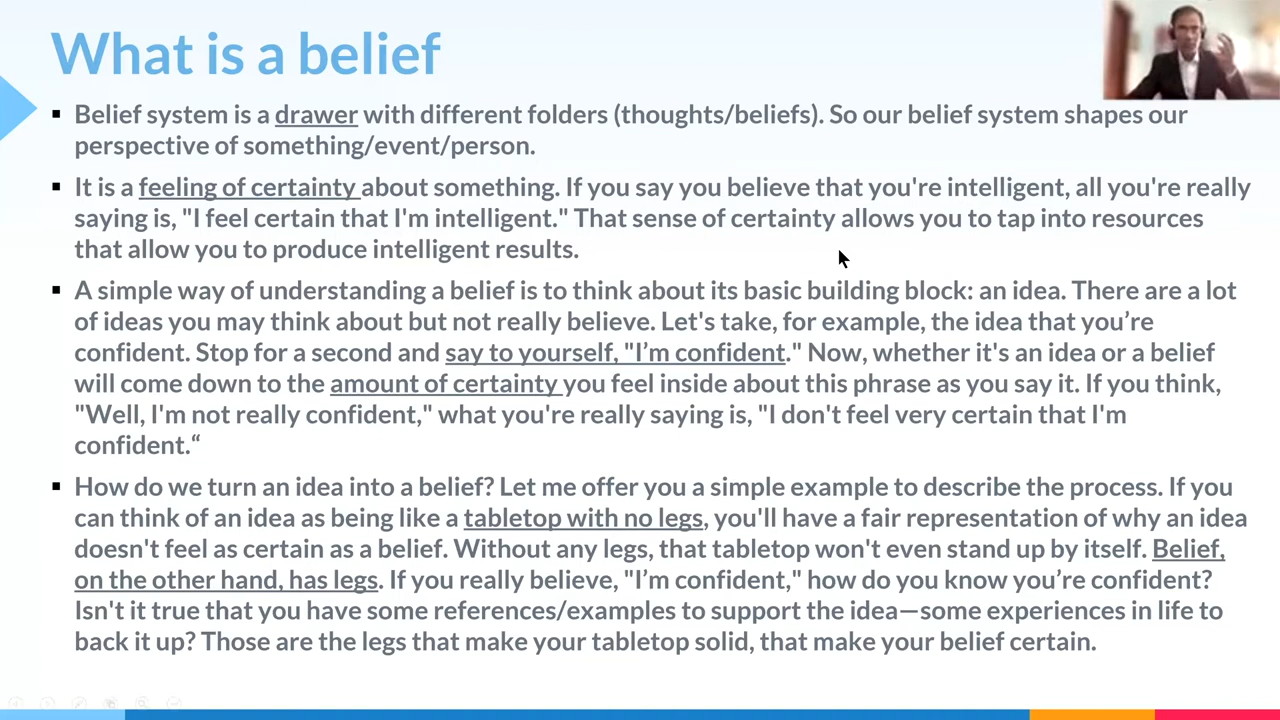 What is a belief
▪ Belief system is a drawer with different folders (thoughts/beliefs). So our belief system shapes our
perspective of something/event/person.
▪ It is a feeling of certainty about something. If you say you believe that you're intelligent, all you're really
saying is, "I feel certain that I'm intelligent." That sense of certainty allows you to tap into resources
that allow you to produce intelligent results.
▪ A simple way of understanding a belief is to think about its basic building block: an idea. There are a lot
of ideas you may think about but not really believe. Let's take, for example, the idea that you’re
confident. Stop for a second and say to yourself, "I’m confident." Now, whether it's an idea or a belief
will come down to the amount of certainty you feel inside about this phrase as you say it. If you think,
"Well, I'm not really confident," what you're really saying is, "I don't feel very certain that I'm
confident.“
▪ How do we turn an idea into a belief? Let me offer you a simple example to describe the process. If you
can think of an idea as being like a tabletop with no legs, you'll have a fair representation of why an idea
doesn't feel as certain as a belief. Without any legs, that tabletop won't even stand up by itself. Belief,
on the other hand, has legs. If you really believe, "I’m confident," how do you know you’re confident?
Isn't it true that you have some references/examples to support the idea—some experiences in life to
back it up? Those are the legs that make your tabletop solid, that make your belief certain.